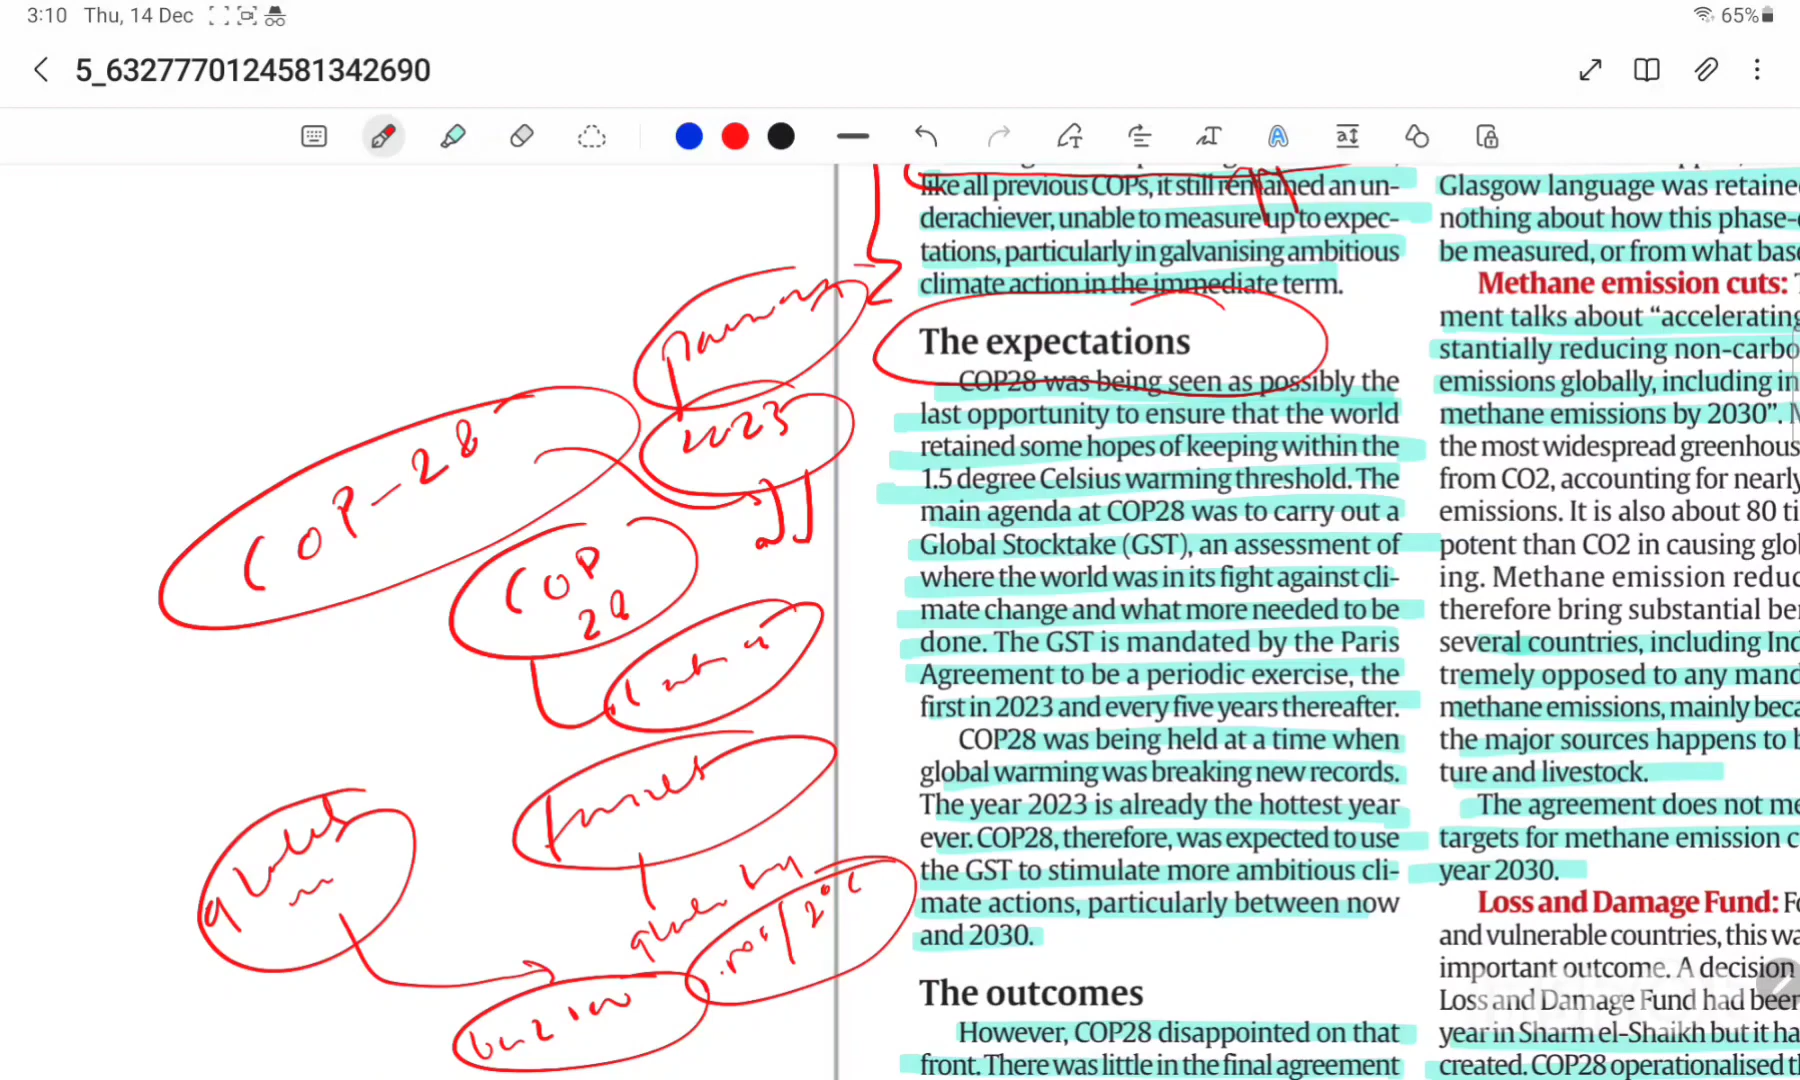 3:10 Thu, 14 Dec
65%
5_6327770124581342690
COP-28
2023
COP
like all previous COPs, it still remained an un-
derachiever, unable to measure up to expec-
tations, particularly in galvanising ambitious
climate action in the immediate term.
The expectations
COP28 was being seen as possibly the
last opportunity to ensure that the world
retained some hopes of keeping within the
1.5 degree Celsius warming threshold. The
main agenda at COP28 was to carry out a
Global Stocktake (GST), an assessment of
where the world was in its fight against cli-
mate change and what more needed to be
done. The GST is mandated by the Paris
Agreement to be a periodic exercise, the
first in 2023 and every five years thereafter.
COP28 was being held at a time when
global warming was breaking new records.
The year 2023 is already the hottest year
ever. COP28, therefore, was expected to use
the GST to stimulate more ambitious cli-
mate actions, particularly between now
and 2030.
The outcomes
However, COP28 disappointed on that
front. There was little in the final agreement
Glasgow language was retaine
nothing about how this phase-
be measured, or from what bas
Methane emission cuts:
ment talks about “accelerating
stantially reducing non-carbo
emissions globally, including in
methane emissions by 2030”.
the most widespread greenhous
from CO2, accounting for nearly
emissions. It is also about 80 ti
potent than CO2 in causing glo
ing. Methane emission reduc
therefore bring substantial be
several countries, including Ind
tremely opposed to any mand
methane emissions, mainly beca
the major sources happens to b
ture and livestock.
The agreement does not me
targets for methane emission c
year 2030.
Loss and Damage Fund: Fo
and vulnerable countries, this wa
important outcome. A decision
Loss and Damage Fund had been
year in Sharm el-Shaikh but it ha
created. COP28 operationalised th